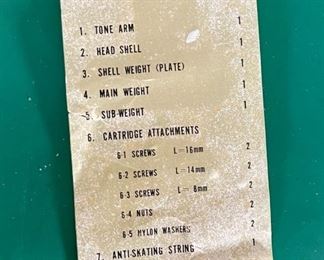 1. TONE ARM 1
2. HEAD SHELL 1
3. SHELL WEIGHT (PLATE) 1
4. MAIN WEIGHT 1
5. SUB-WEIGHT 1
6. CARTRIDGE ATTACHMENTS
6-1 SCREWS L=16mm 2
6-2 SCREWS L=14mm 2
6-3 SCREWS L= 8mm 2
6-4 NUTS 2
6-5 NYLON WASHERS 2
7. ANTI-SKATING STRING 1